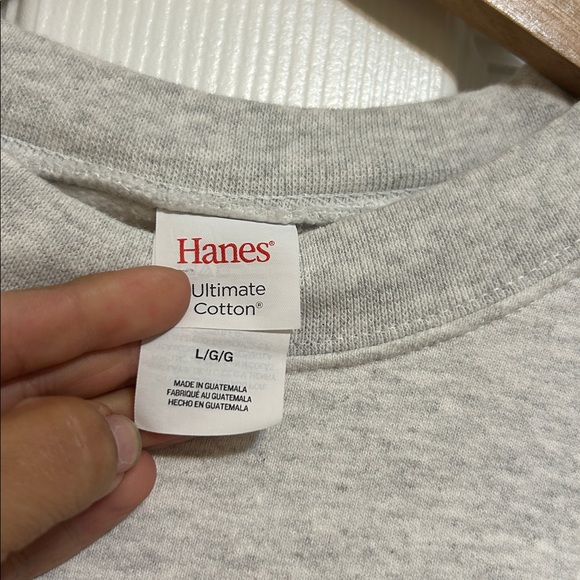 Hanes®
Ultimate
Cotton®
L/G/G
MADE IN GUATEMALA
FABRIQUÉ AU GUATEMALA
HECHO EN GUATEMALA